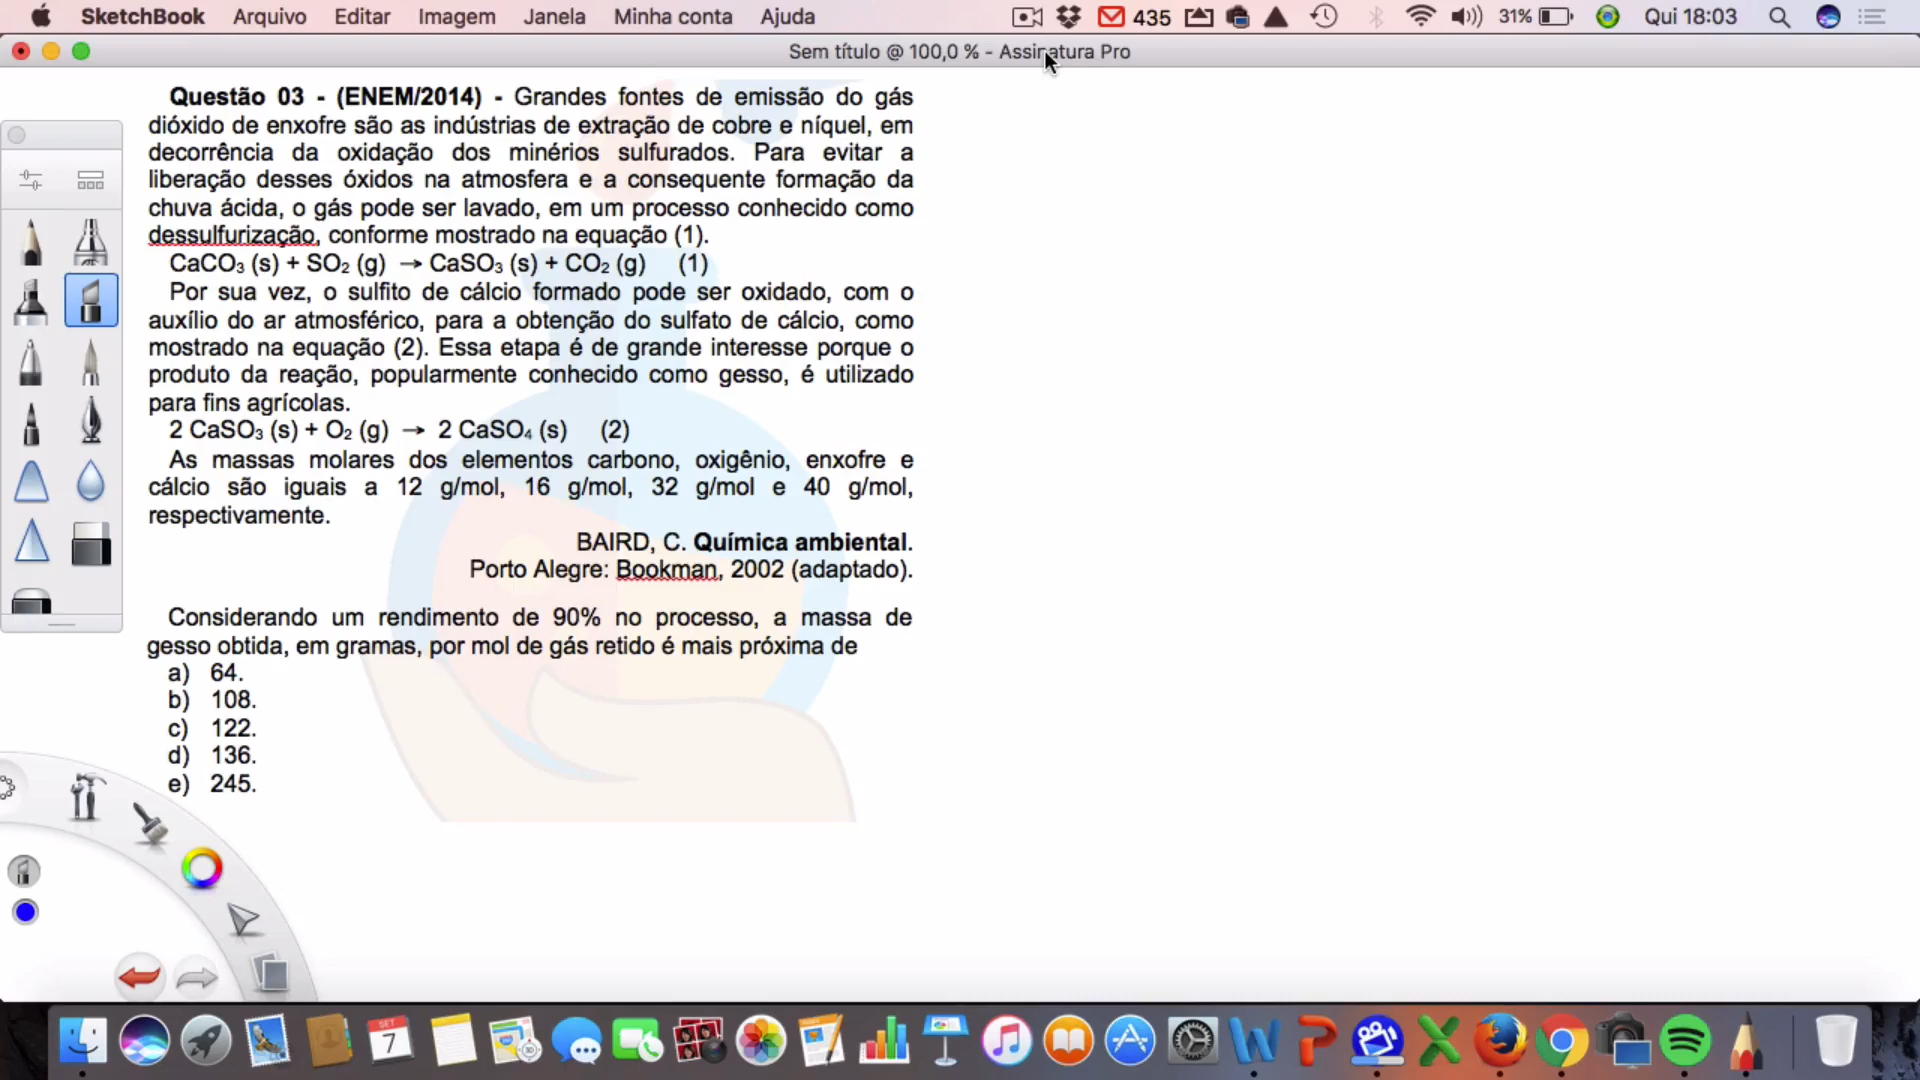 SketchBook Arquivo Editar Imagem Janela Minha conta Ajuda 435 31% Qui 18:03
Sem título @ 100,0 % - Assinatura Pro
Questão 03 - (ENEM/2014) - Grandes fontes de emissão do gás
dióxido de enxofre são as indústrias de extração de cobre e níquel, em
decorrência da oxidação dos minérios sulfurados. Para evitar a
liberação desses óxidos na atmosfera e a consequente formação da
chuva ácida, o gás pode ser lavado, em um processo conhecido como
dessulfurização, conforme mostrado na equação (1).
CaCO₃ (s) + SO₂ (g) → CaSO₃ (s) + CO₂ (g) (1)
Por sua vez, o sulfito de cálcio formado pode ser oxidado, com o
auxílio do ar atmosférico, para a obtenção do sulfato de cálcio, como
mostrado na equação (2). Essa etapa é de grande interesse porque o
produto da reação, popularmente conhecido como gesso, é utilizado
para fins agrícolas.
2 CaSO₃ (s) + O₂ (g) → 2 CaSO₄ (s) (2)
As massas molares dos elementos carbono, oxigênio, enxofre e
cálcio são iguais a 12 g/mol, 16 g/mol, 32 g/mol e 40 g/mol,
respectivamente.
BAIRD, C. Química ambiental.
Porto Alegre: Bookman, 2002 (adaptado).
Considerando um rendimento de 90% no processo, a massa de
gesso obtida, em gramas, por mol de gás retido é mais próxima de
a) 64.
b) 108.
c) 122.
d) 136.
e) 245.
SET
7